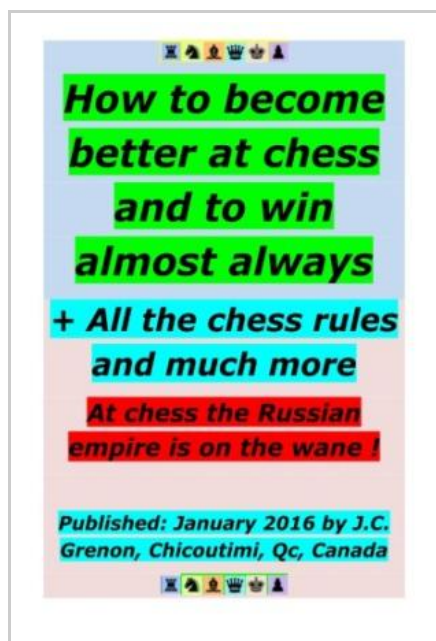 How to become
better at chess
and to win
almost always
+ All the chess rules
and much more
At chess the Russian
empire is on the wane !
Published: January 2016 by J.C.
Grenon, Chicoutimi, Qc, Canada